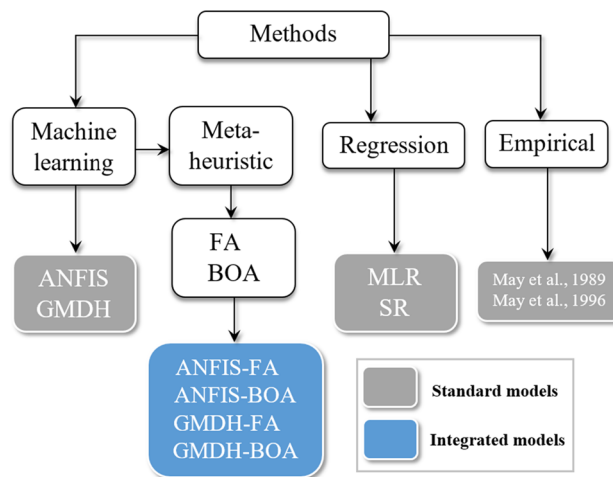 Methods
Machine
learning
Meta-
heuristic
Regression
Empirical
FA
BOA
ANFIS
GMDH
MLR
SR
May et al., 1989
May et al., 1996
ANFIS-FA
ANFIS-BOA
GMDH-FA
GMDH-BOA
Standard models
Integrated models